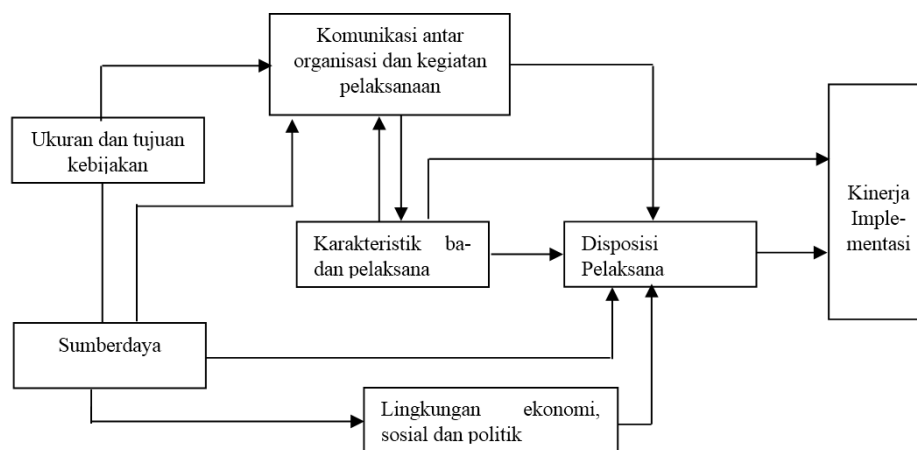 Komunikasi antar
organisasi dan kegiatan
pelaksanaan
Ukuran dan tujuan
kebijakan
Karakteristik ba-
dan pelaksana
Disposisi
Pelaksana
Kinerja
Imple-
mentasi
Sumberdaya
Lingkungan ekonomi,
sosial dan politik